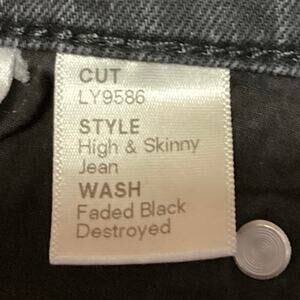 CUT
LY9586
STYLE
High & Skinny
Jean
WASH
Faded Black
Destroyed